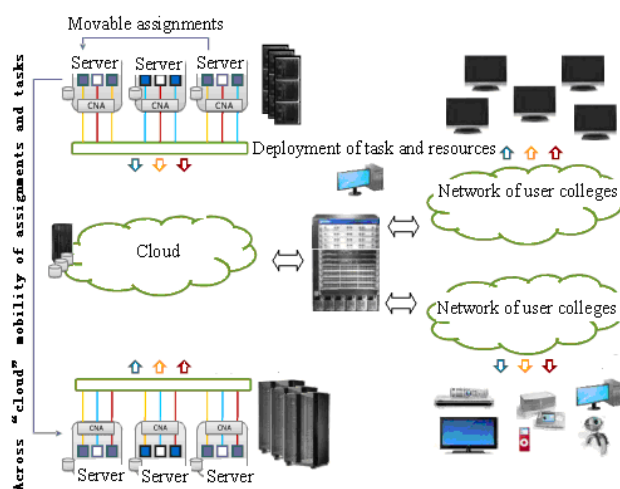 Movable assignments
Server
Server
Server
CNA
CNA
CNA
Deployment of task and resources
Network of user colleges
Cloud
Network of user colleges
CNA
CNA
CNA
Server
Server
Server
Across “cloud” mobility of assignments and tasks